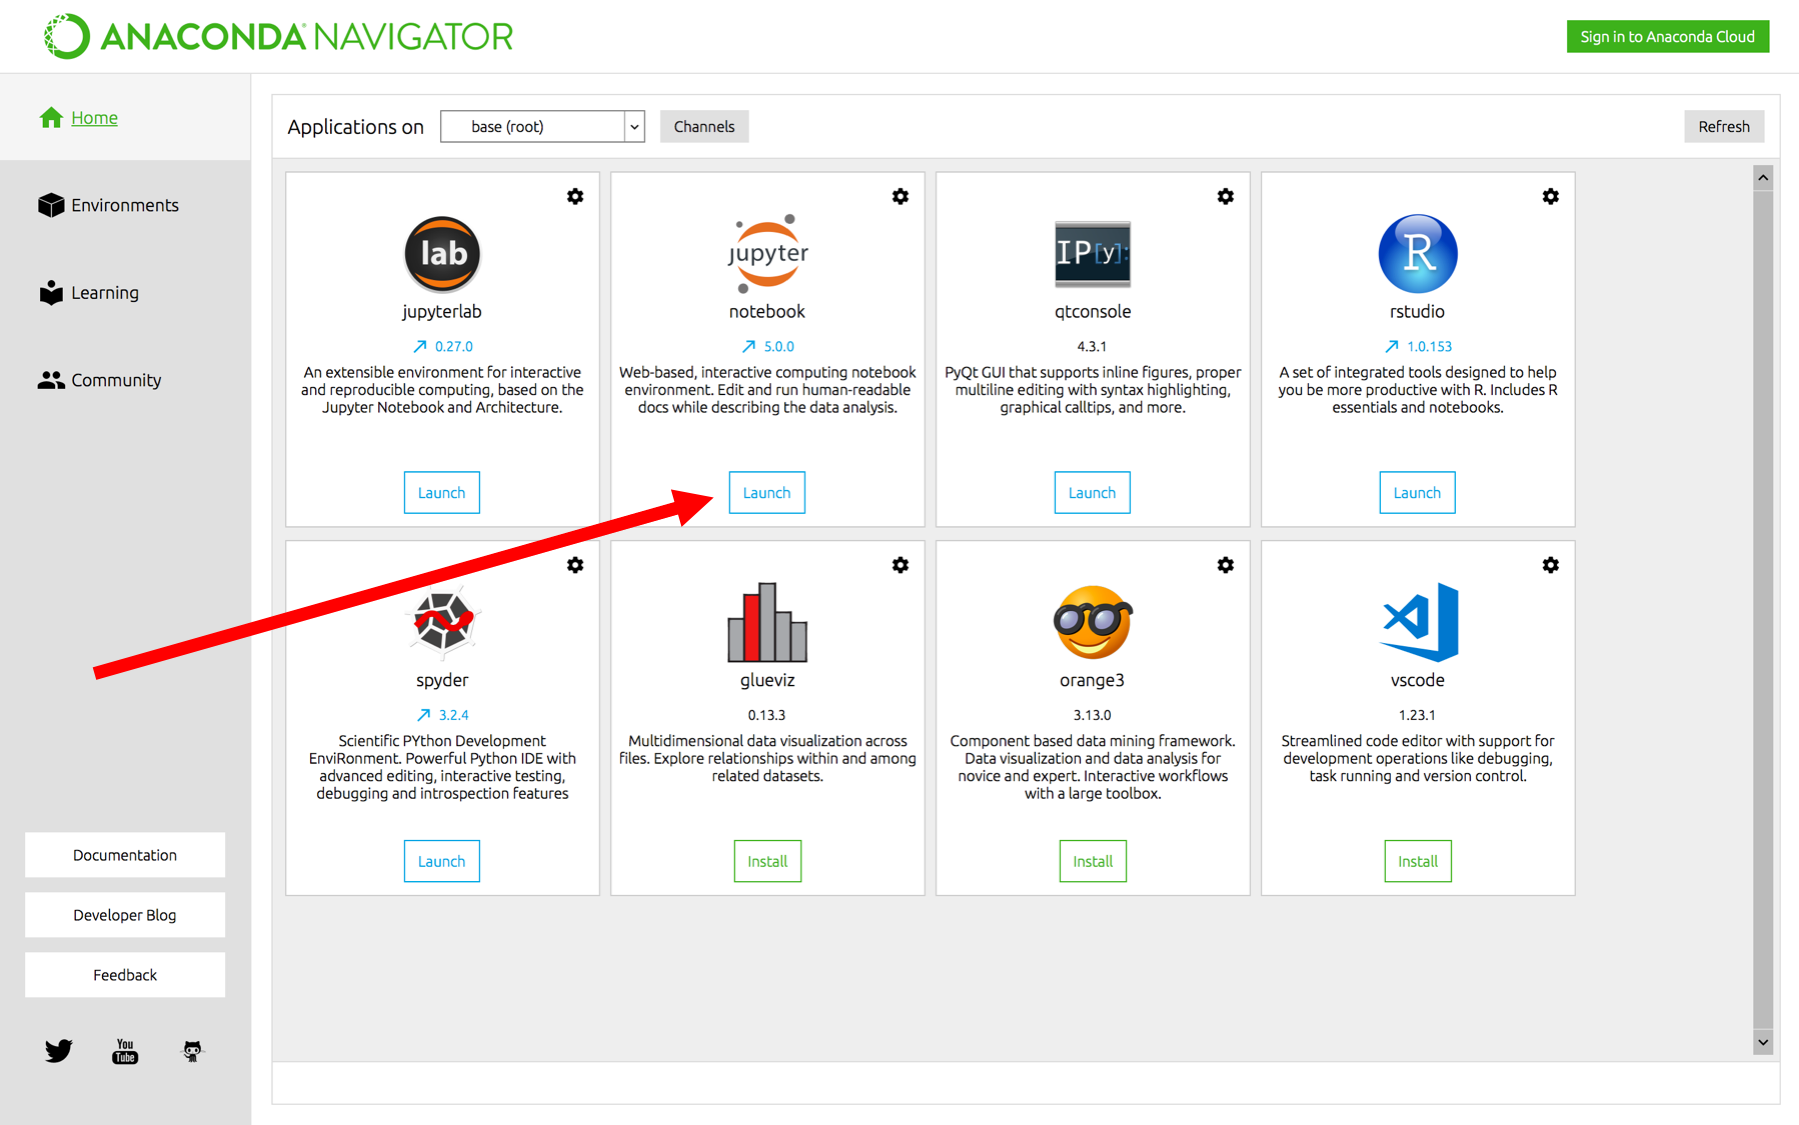 ANACONDA NAVIGATOR
Sign in to Anaconda Cloud
Home
Environments
Learning
Community
Documentation
Developer Blog
Feedback
You
Tube
Applications on
base (root)
Channels
Refresh
lab
jupyterlab
0.27.0
An extensible environment for interactive
and reproducible computing, based on the
Jupyter Notebook and Architecture.
Launch
jupyter
notebook
5.0.0
Web-based, interactive computing notebook
environment. Edit and run human-readable
docs while describing the data analysis.
Launch
IP[y]:
qtconsole
4.3.1
PyQt GUI that supports inline figures, proper
multiline editing with syntax highlighting,
graphical calltips, and more.
Launch
R
rstudio
1.0.153
A set of integrated tools designed to help
you be more productive with R. Includes R
essentials and notebooks.
Launch
spyder
3.2.4
Scientific PYthon Development
EnviRonment. Powerful Python IDE with
advanced editing, interactive testing,
debugging and introspection features
Launch
glueviz
0.13.3
Multidimensional data visualization across
files. Explore relationships within and among
related datasets.
Install
orange3
3.13.0
Component based data mining framework.
Data visualization and data analysis for
novice and expert. Interactive workflows
with a large toolbox.
Install
vscode
1.23.1
Streamlined code editor with support for
development operations like debugging,
task running and version control.
Install